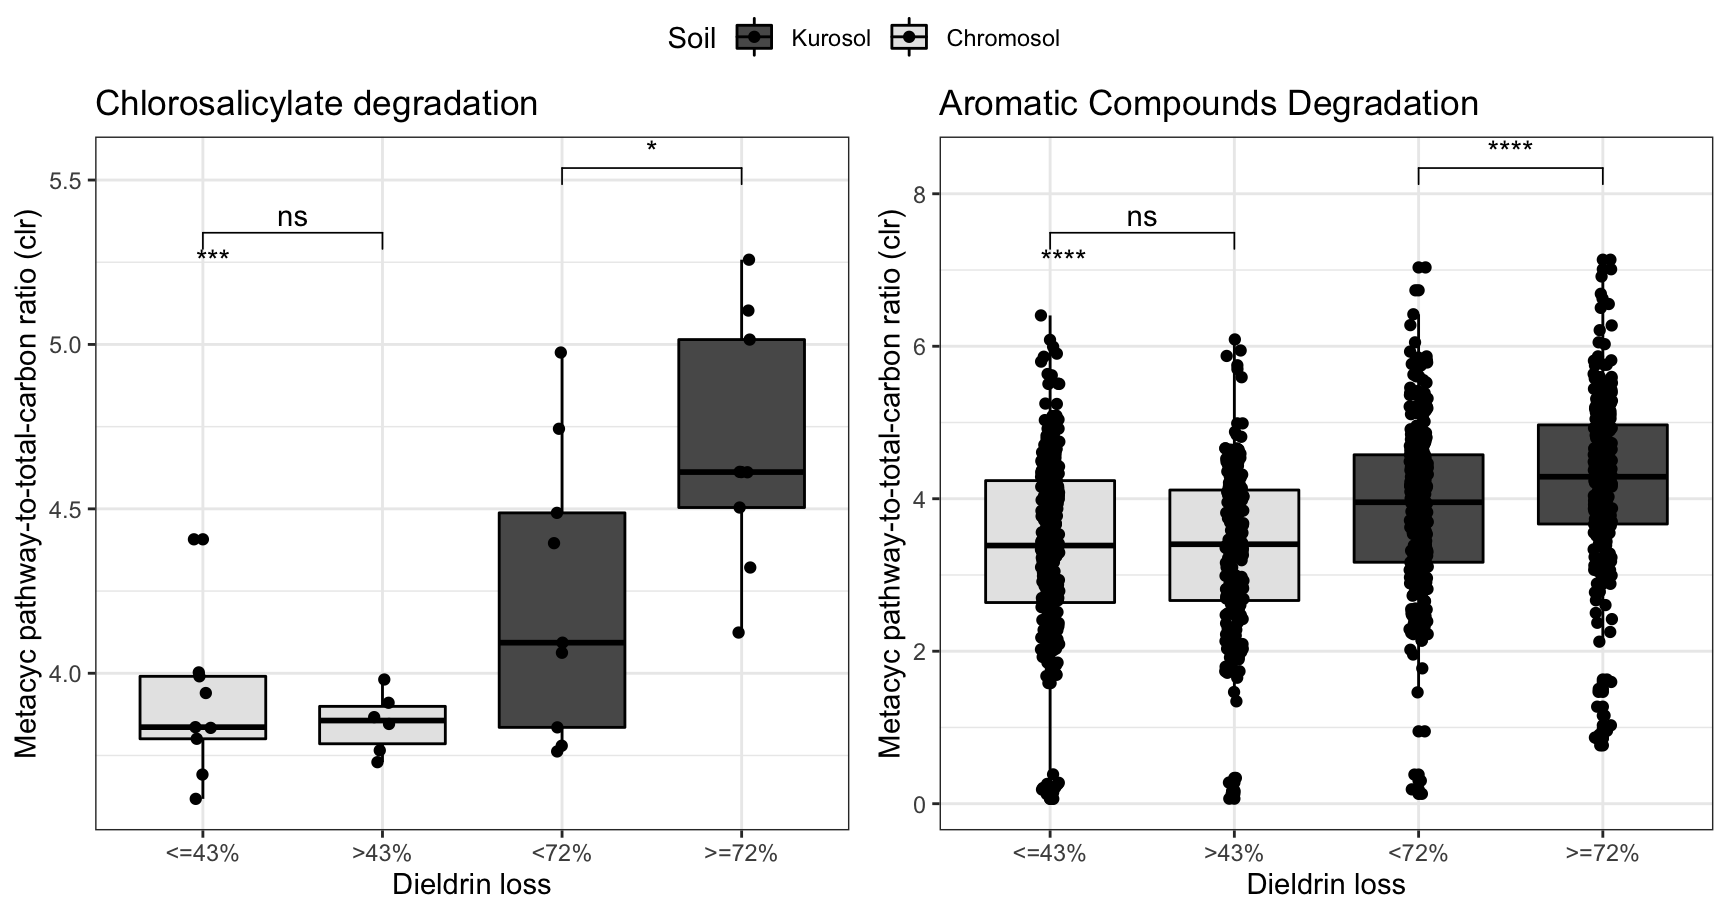 Soil Kurosol Chromosol
Chlorosalicylate degradation
Metacyc pathway-to-total-carbon ratio (clr)
5.5
5.0
4.5
4.0
*
ns
***
<=43% >43% <72% >=72%
Dieldrin loss
Aromatic Compounds Degradation
Metacyc pathway-to-total-carbon ratio (clr)
8
6
4
2
0
****
ns
****
<=43% >43% <72% >=72%
Dieldrin loss